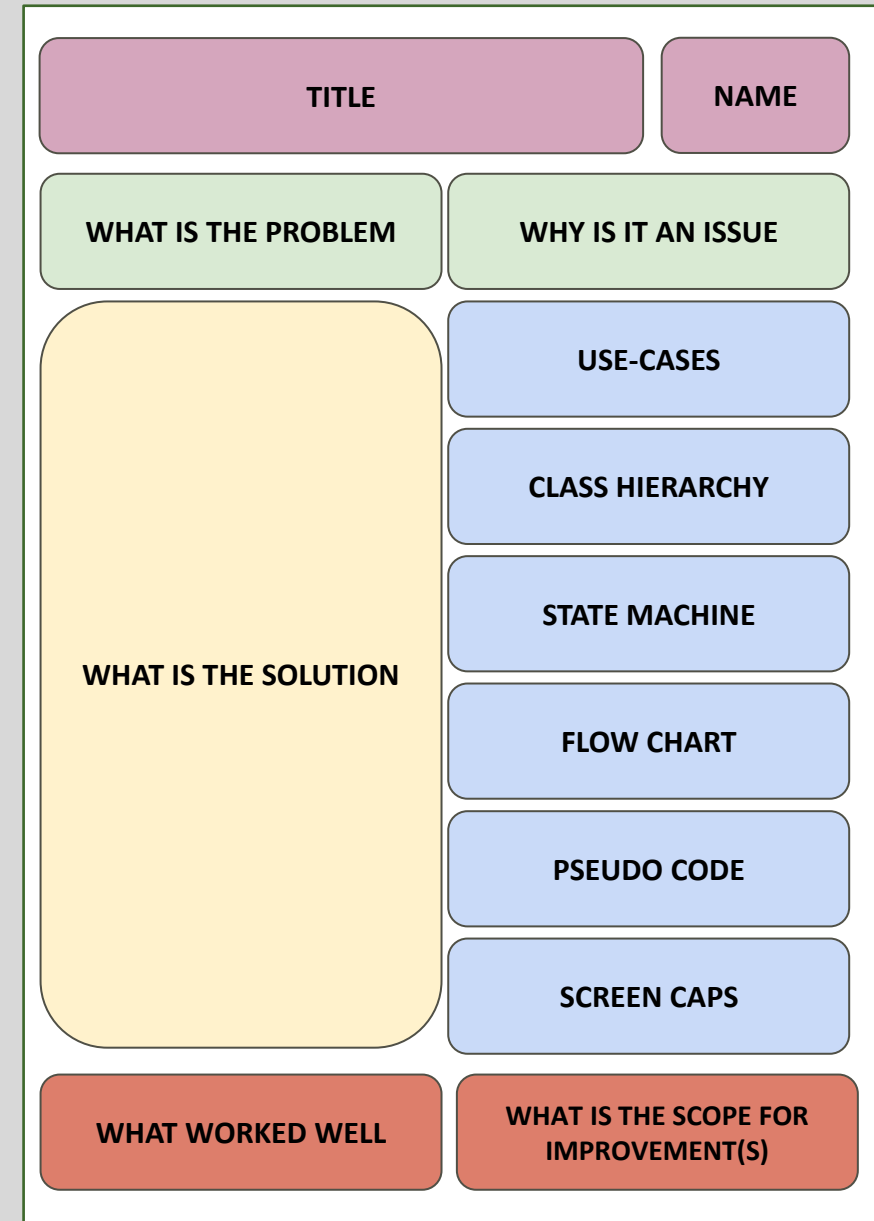 TITLE
NAME
WHAT IS THE PROBLEM
WHY IS IT AN ISSUE
WHAT IS THE SOLUTION
USE-CASES
CLASS HIERARCHY
STATE MACHINE
FLOW CHART
PSEUDO CODE
SCREEN CAPS
WHAT WORKED WELL
WHAT IS THE SCOPE FOR
IMPROVEMENT(S)